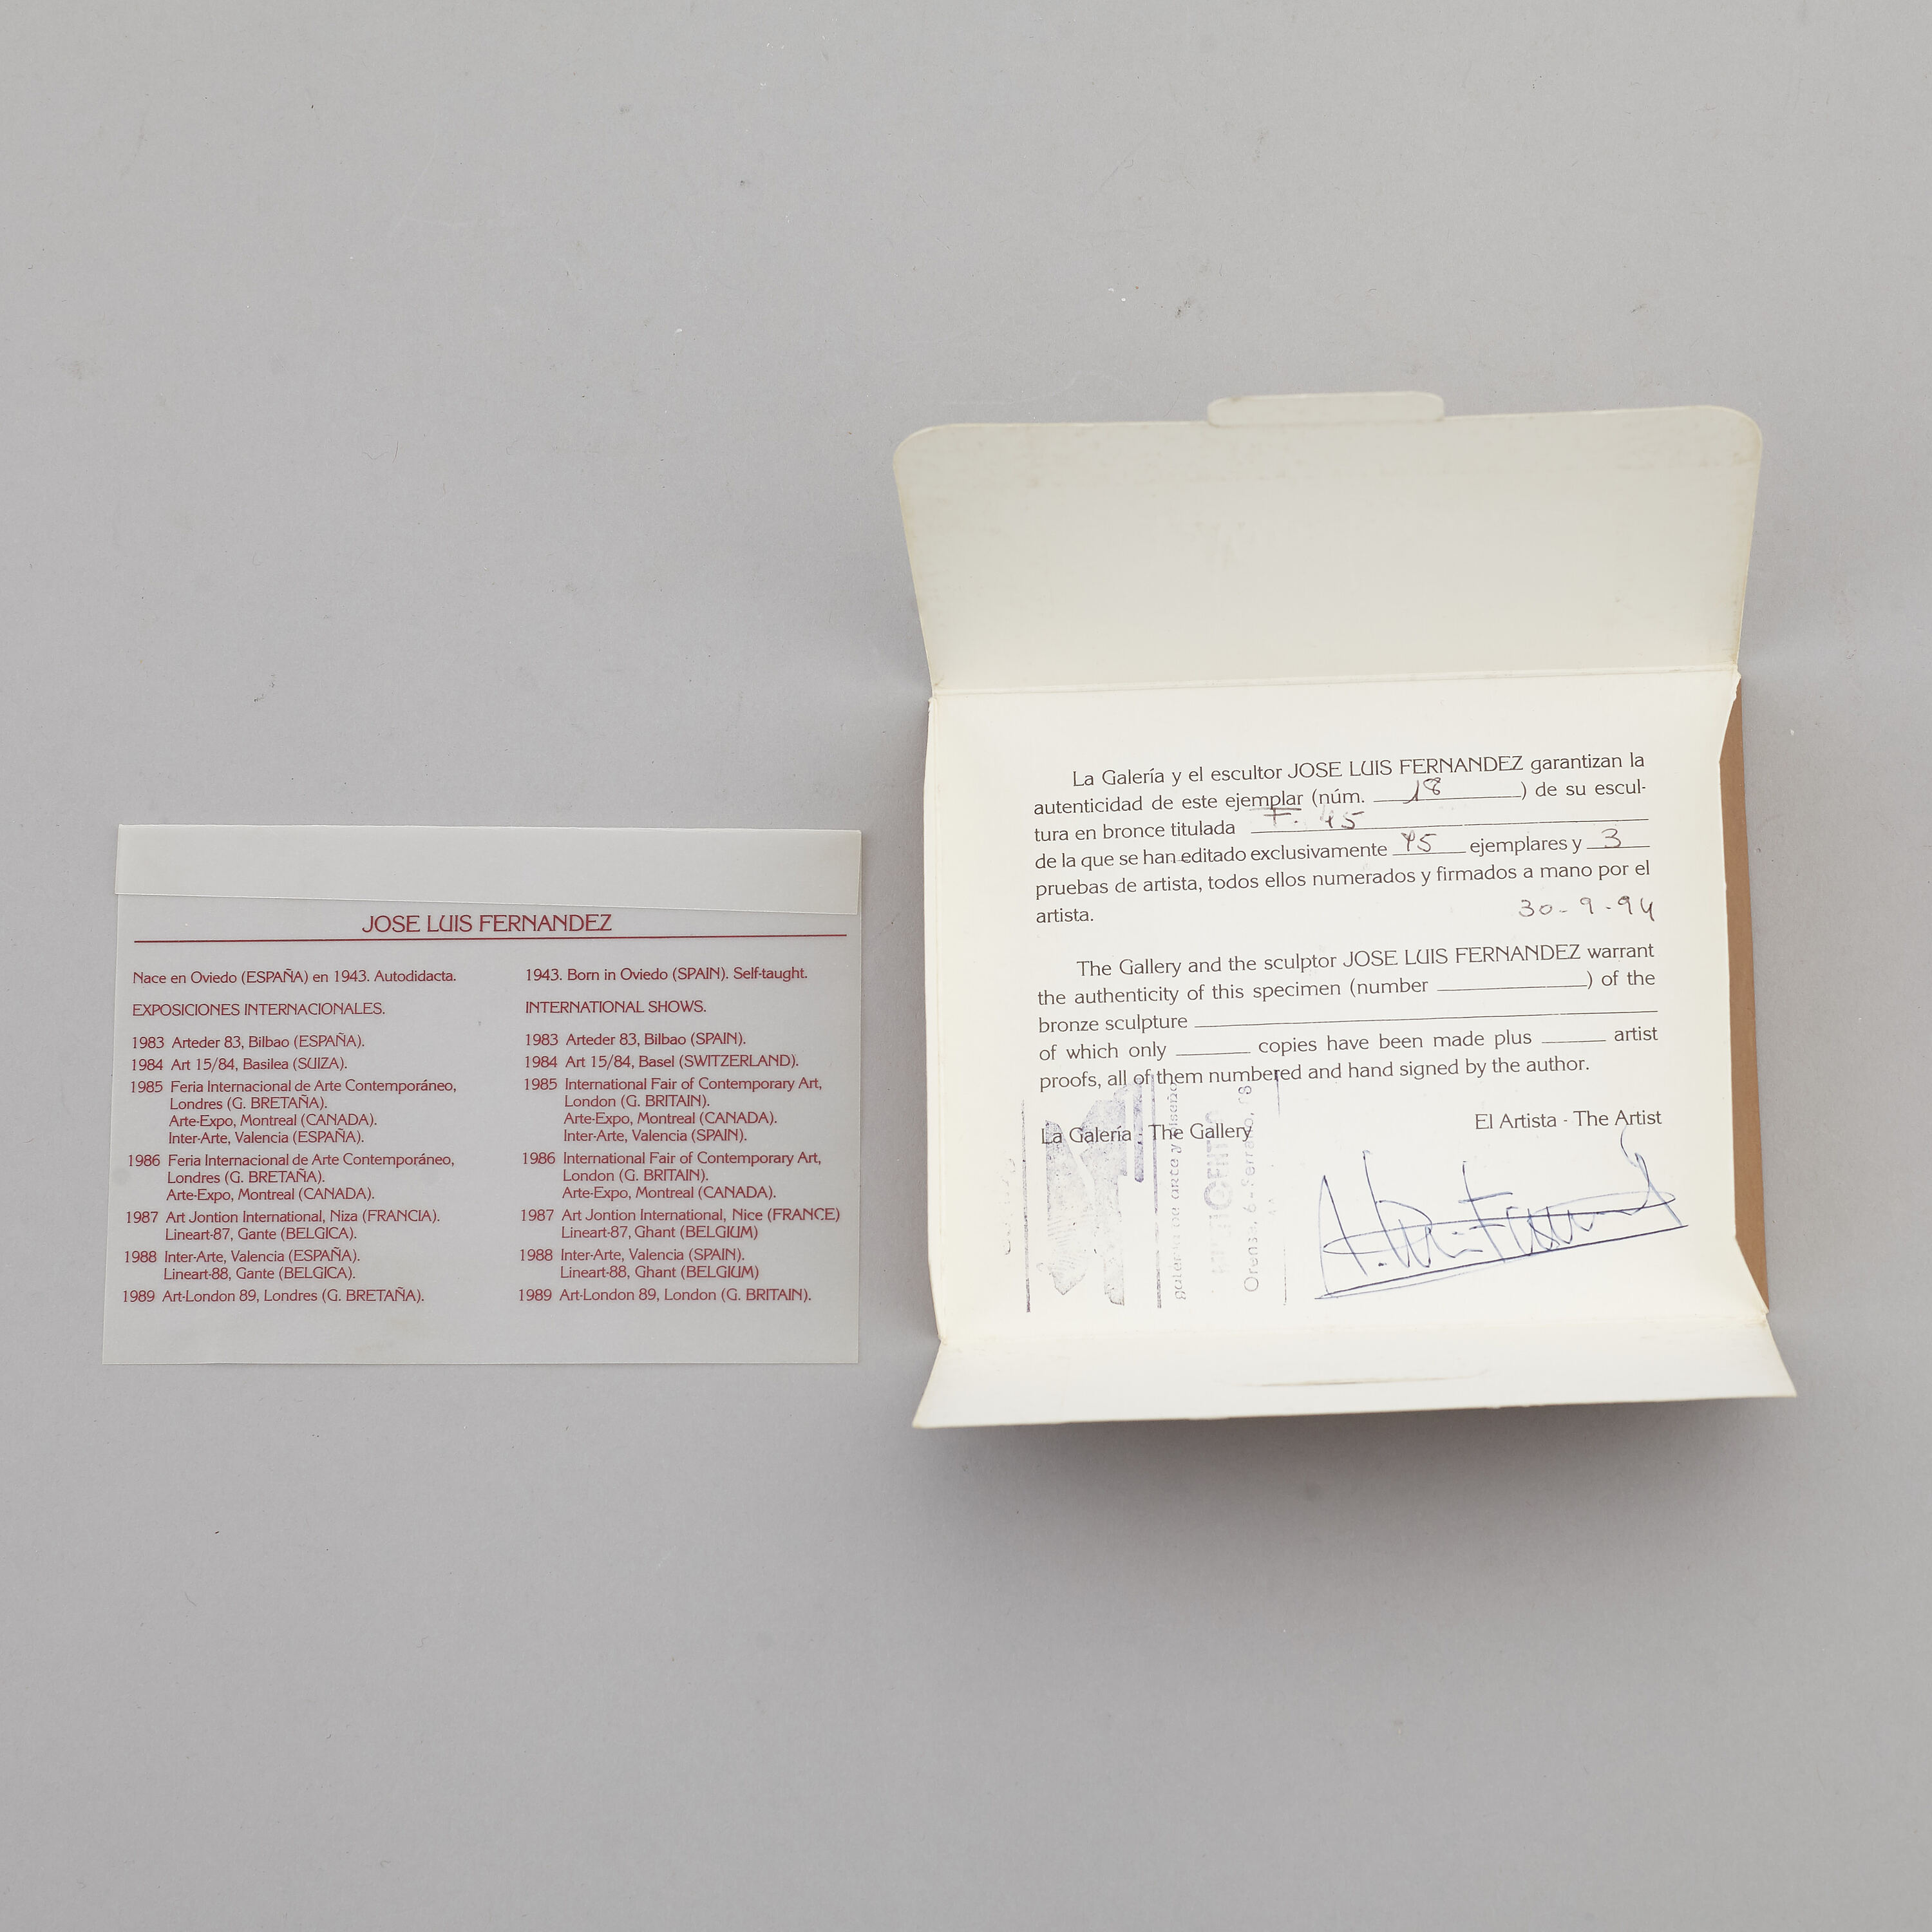 JOSE LUIS FERNANDEZ
Nace en Oviedo (ESPAÑA) en 1943. Autodidacta.
EXPOSICIONES INTERNACIONALES.
1983 Arteder 83, Bilbao (ESPAÑA).
1984 Art 15/84, Basilea (SUIZA).
1985 Feria Internacional de Arte Contemporáneo,
Londres (G. BRETAÑA).
Arte-Expo, Montreal (CANADA).
Inter-Arte, Valencia (ESPAÑA).
1986 Feria Internacional de Arte Contemporáneo,
Londres (G. BRETAÑA).
Arte-Expo, Montreal (CANADA).
1987 Art Jontion International, Niza (FRANCIA).
Lineart-87, Gante (BELGICA).
1988 Inter-Arte, Valencia (ESPAÑA).
Lineart-88, Gante (BELGICA).
1989 Art-London 89, Londres (G. BRETAÑA).
1943. Born in Oviedo (SPAIN). Self-taught.
INTERNATIONAL SHOWS.
1983 Arteder 83, Bilbao (SPAIN).
1984 Art 15/84, Basel (SWITZERLAND).
1985 International Fair of Contemporary Art,
London (G. BRITAIN).
Arte-Expo, Montreal (CANADA).
Inter-Arte, Valencia (SPAIN).
1986 International Fair of Contemporary Art,
London (G. BRITAIN).
Arte-Expo, Montreal (CANADA).
1987 Art Jontion International, Nice (FRANCE)
Lineart-87, Ghant (BELGIUM)
1988 Inter-Arte, Valencia (SPAIN).
Lineart-88, Ghant (BELGIUM)
1989 Art-London 89, London (G. BRITAIN).
La Galería y el escultor JOSE LUIS FERNANDEZ garantizan la
autenticidad de este ejemplar (núm. 18) de su escul-
tura en bronce titulada F. 45
de la que se han editado exclusivamente ejemplares y 3
pruebas de artista, todos ellos numerados y firmados a mano por el
artista.
30-9-94
The Gallery and the sculptor JOSE LUIS FERNANDEZ warrant
the authenticity of this specimen (number ) of the
bronze sculpture
of which only copies have been made plus artist
proofs, all of them numbered and hand signed by the author.
La Galería The Gallery
El Artista - The Artist